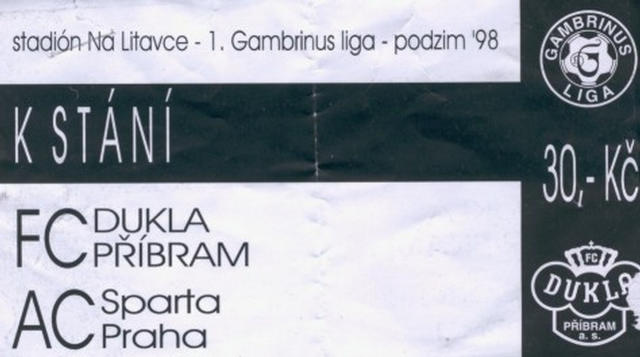 stadión Na Litavce - 1. Gambrinus liga - podzim '98
K STÁNÍ
FC DUKLA PŘÍBRAM
AC Sparta Praha
GAMBRINUS
G
LIGA
30,- Kč
FC
DUKLA
PŘÍBRAM
a. s.